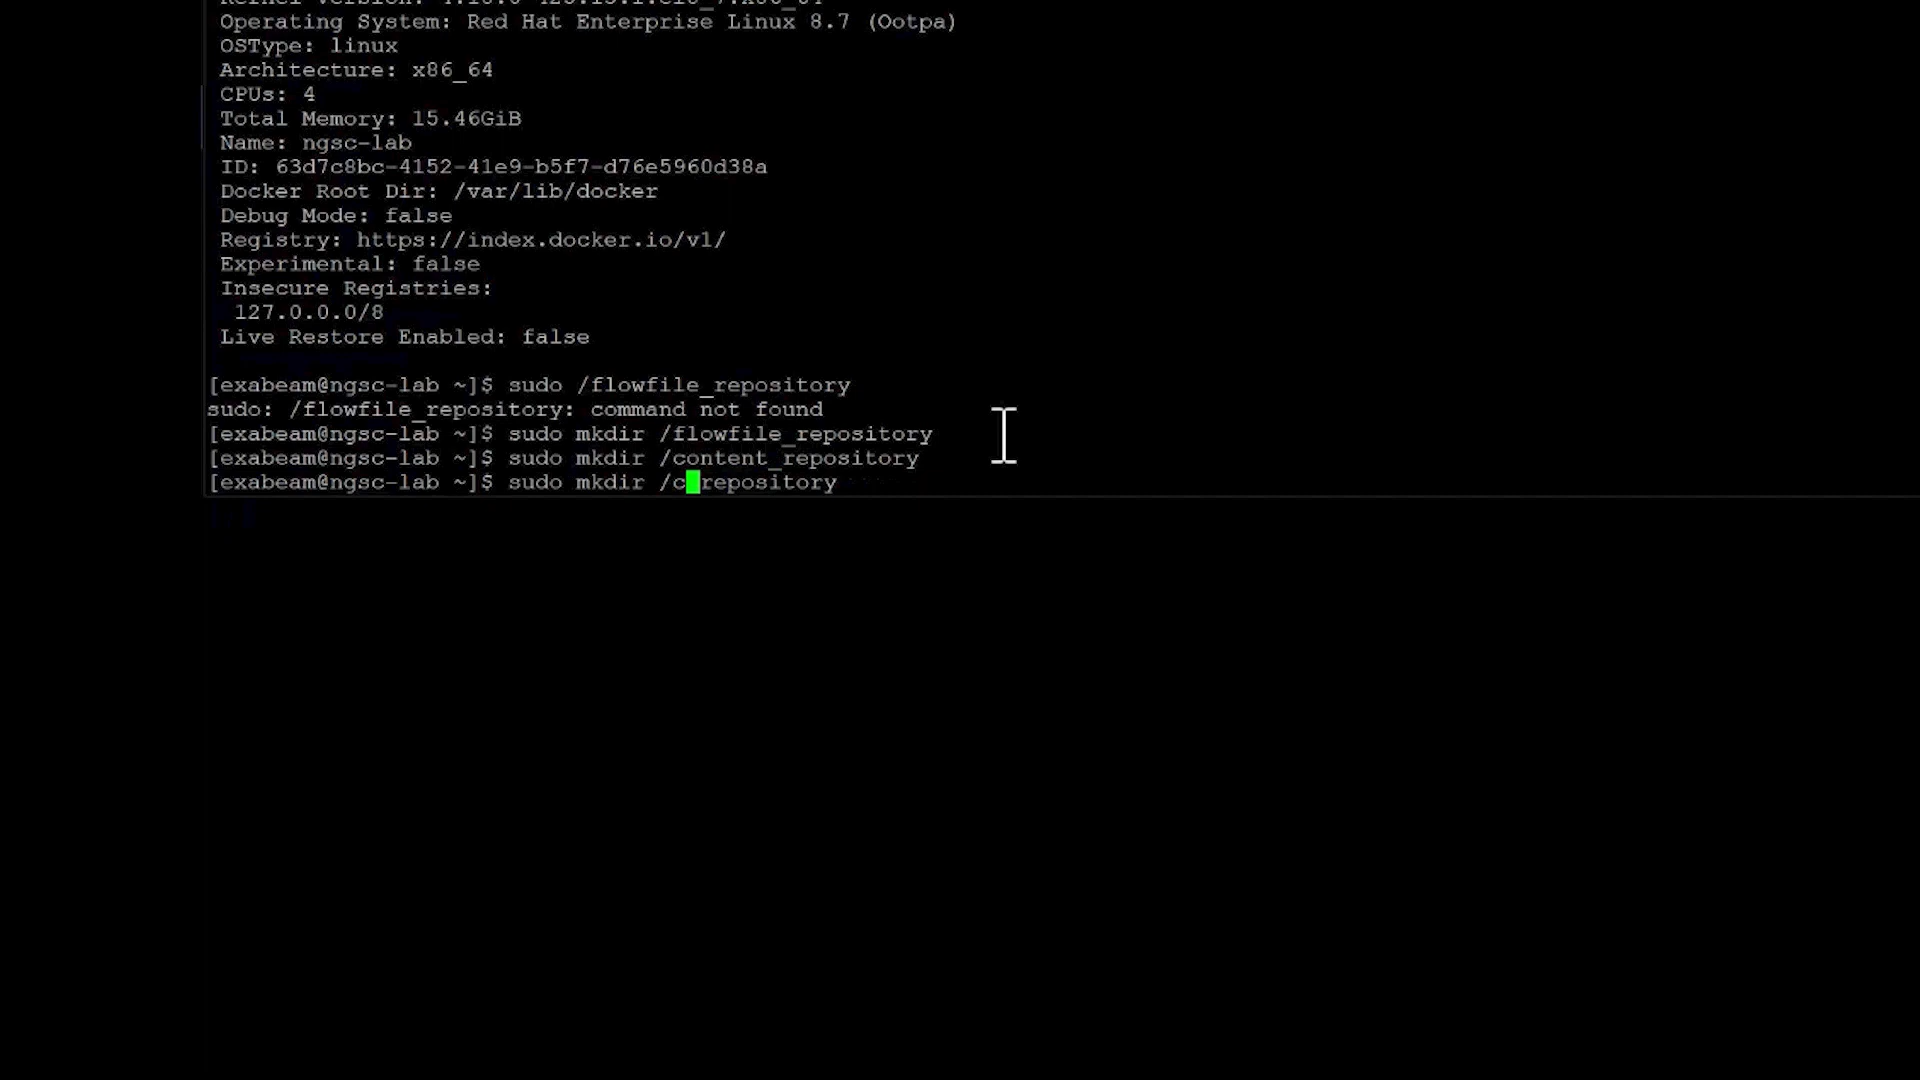 Operating System: Red Hat Enterprise Linux 8.7 (Ootpa)
OSType: linux
Architecture: x86_64
CPUs: 4
Total Memory: 15.46GiB
Name: ngsc-lab
ID: 63d7c8bc-4152-41e9-b5f7-d76e5960d38a
Docker Root Dir: /var/lib/docker
Debug Mode: false
Registry: https://index.docker.io/v1/
Experimental: false
Insecure Registries:
127.0.0.0/8
Live Restore Enabled: false
[exabeam@ngsc-lab ~]$ sudo /flowfile_repository
sudo: /flowfile_repository: command not found
[exabeam@ngsc-lab ~]$ sudo mkdir /flowfile_repository
[exabeam@ngsc-lab ~]$ sudo mkdir /content_repository
[exabeam@ngsc-lab ~]$ sudo mkdir /c repository